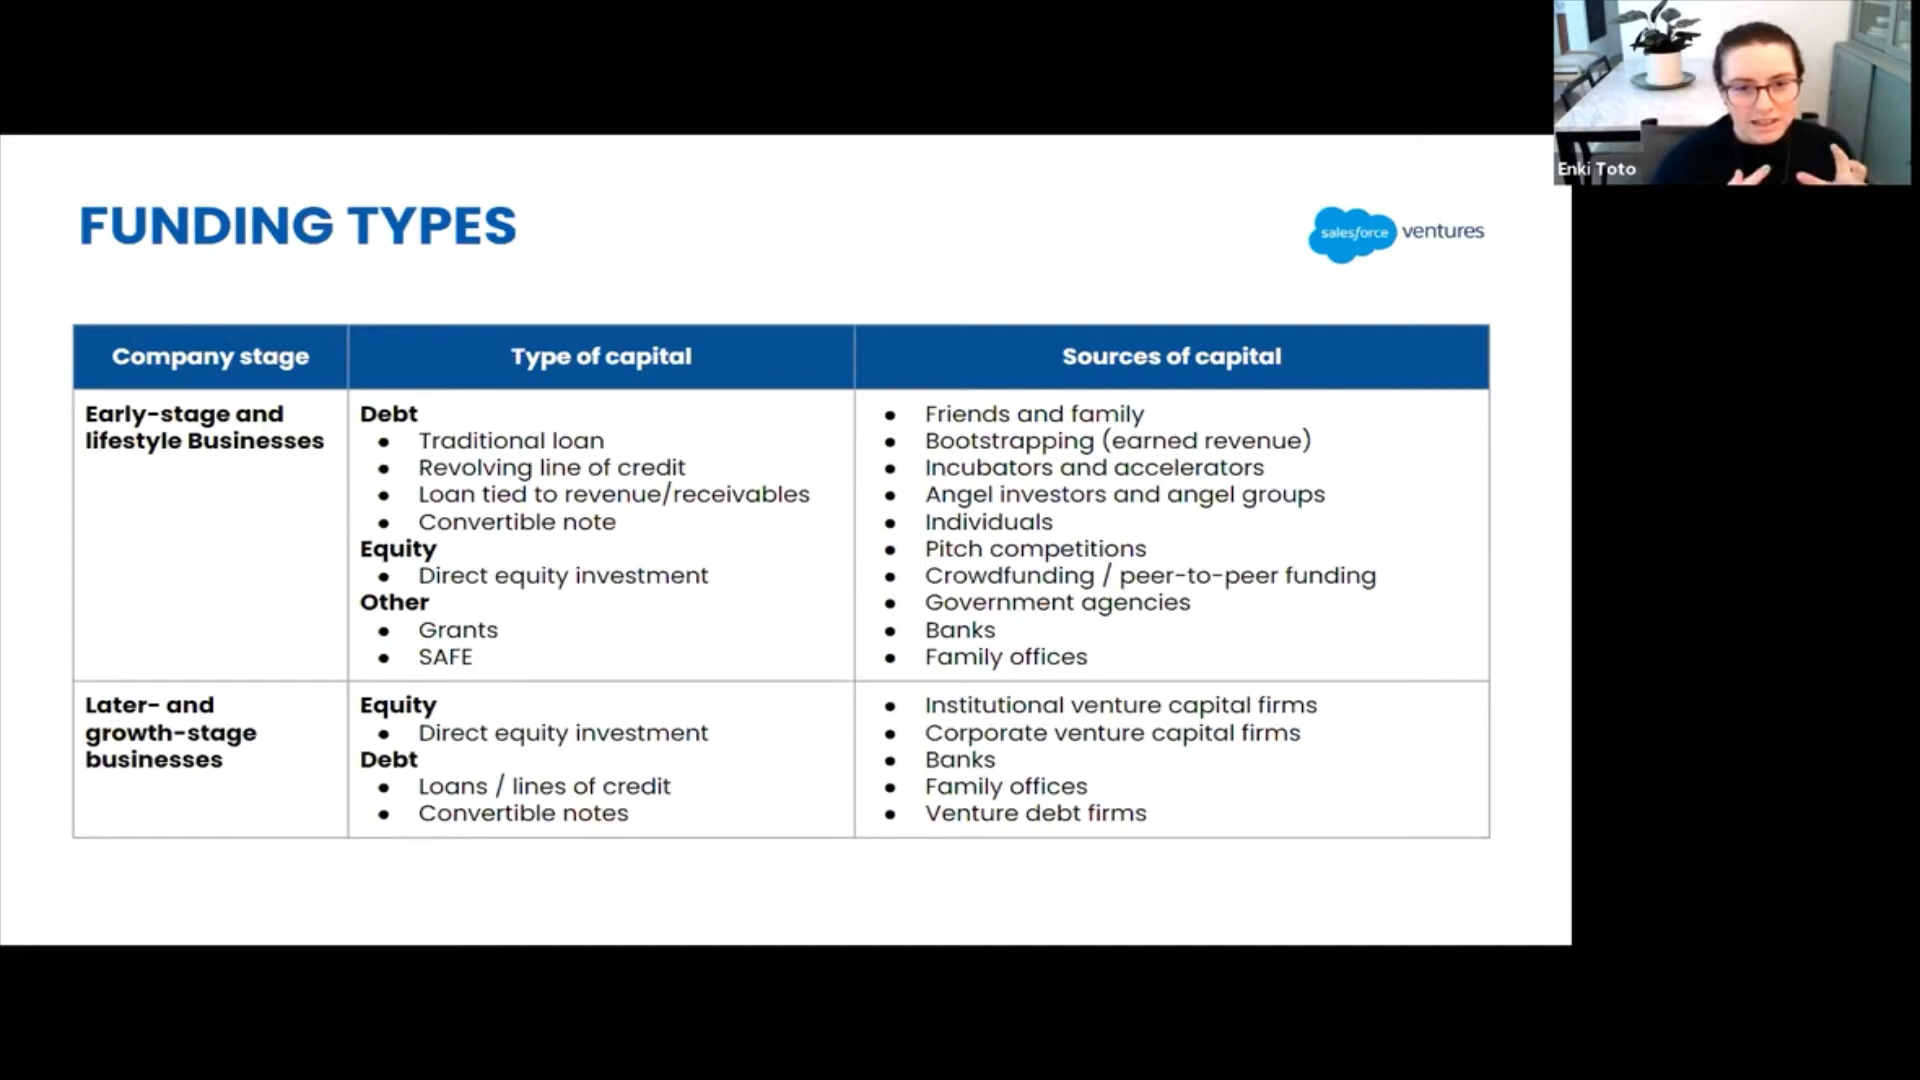 Enki Toto
FUNDING TYPES
salesforce ventures
Company stage
Type of capital
Sources of capital
Early-stage and
lifestyle Businesses
Debt
• Traditional loan
• Revolving line of credit
• Loan tied to revenue/receivables
• Convertible note
Equity
• Direct equity investment
Other
• Grants
• SAFE
• Friends and family
• Bootstrapping (earned revenue)
• Incubators and accelerators
• Angel investors and angel groups
• Individuals
• Pitch competitions
• Crowdfunding / peer-to-peer funding
• Government agencies
• Banks
• Family offices
Later- and
growth-stage
businesses
Equity
• Direct equity investment
Debt
• Loans / lines of credit
• Convertible notes
• Institutional venture capital firms
• Corporate venture capital firms
• Banks
• Family offices
• Venture debt firms